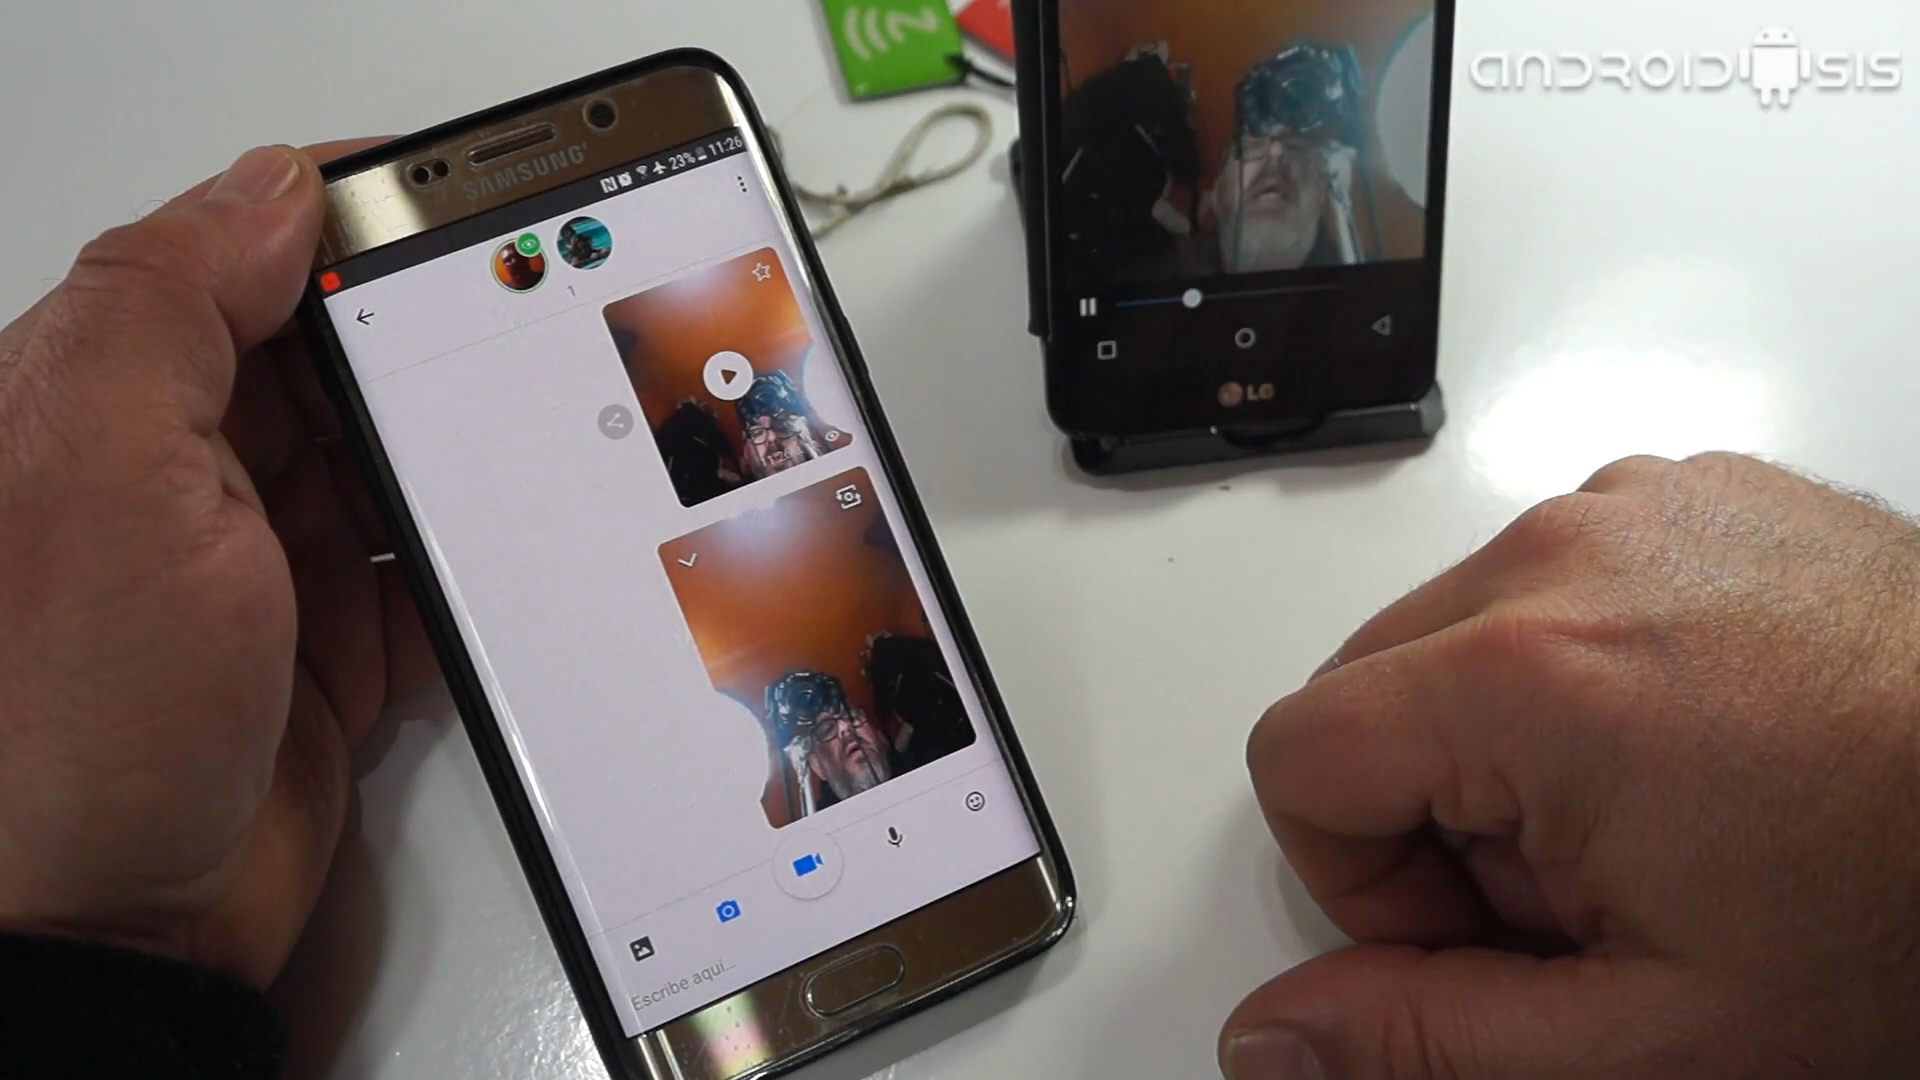 ANDROIDSIS
SAMSUNG
23% 11:26
1
Escribe aquí...
LG